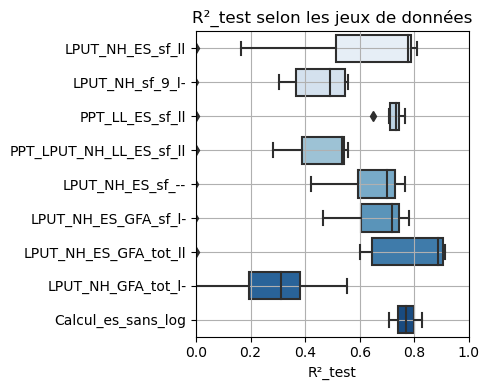 R²_test selon les jeux de données
LPUT_NH_ES_sf_ll
LPUT_NH_sf_9_l-
PPT_LL_ES_sf_ll
PPT_LPUT_NH_LL_ES_sf_ll
LPUT_NH_ES_sf_--
LPUT_NH_ES_GFA_sf_l-
LPUT_NH_ES_GFA_tot_ll
LPUT_NH_GFA_tot_l-
Calcul_es_sans_log
0.0 0.2 0.4 0.6 0.8 1.0
R²_test